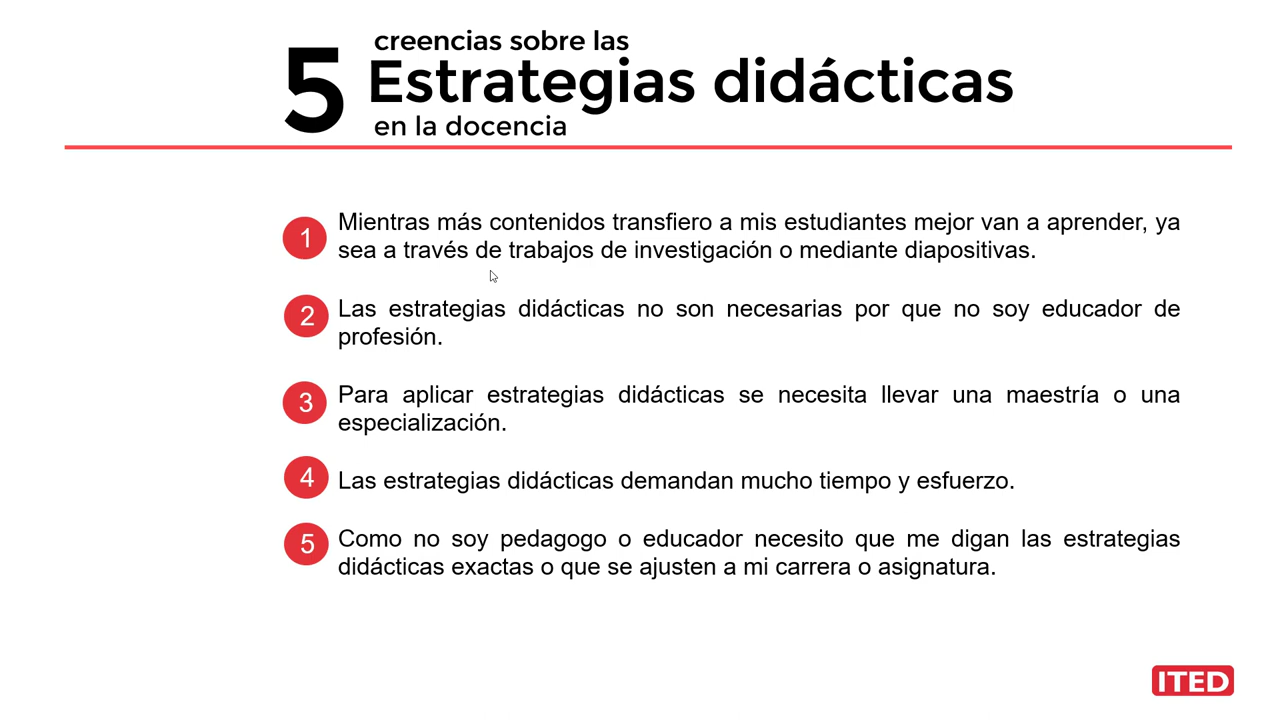 5
creencias sobre las
Estrategias didácticas
en la docencia
1
Mientras más contenidos transfiero a mis estudiantes mejor van a aprender, ya
sea a través de trabajos de investigación o mediante diapositivas.
2
Las estrategias didácticas no son necesarias por que no soy educador de
profesión.
3
Para aplicar estrategias didácticas se necesita llevar una maestría o una
especialización.
4
Las estrategias didácticas demandan mucho tiempo y esfuerzo.
5
Como no soy pedagogo o educador necesito que me digan las estrategias
didácticas exactas o que se ajusten a mi carrera o asignatura.
ITED